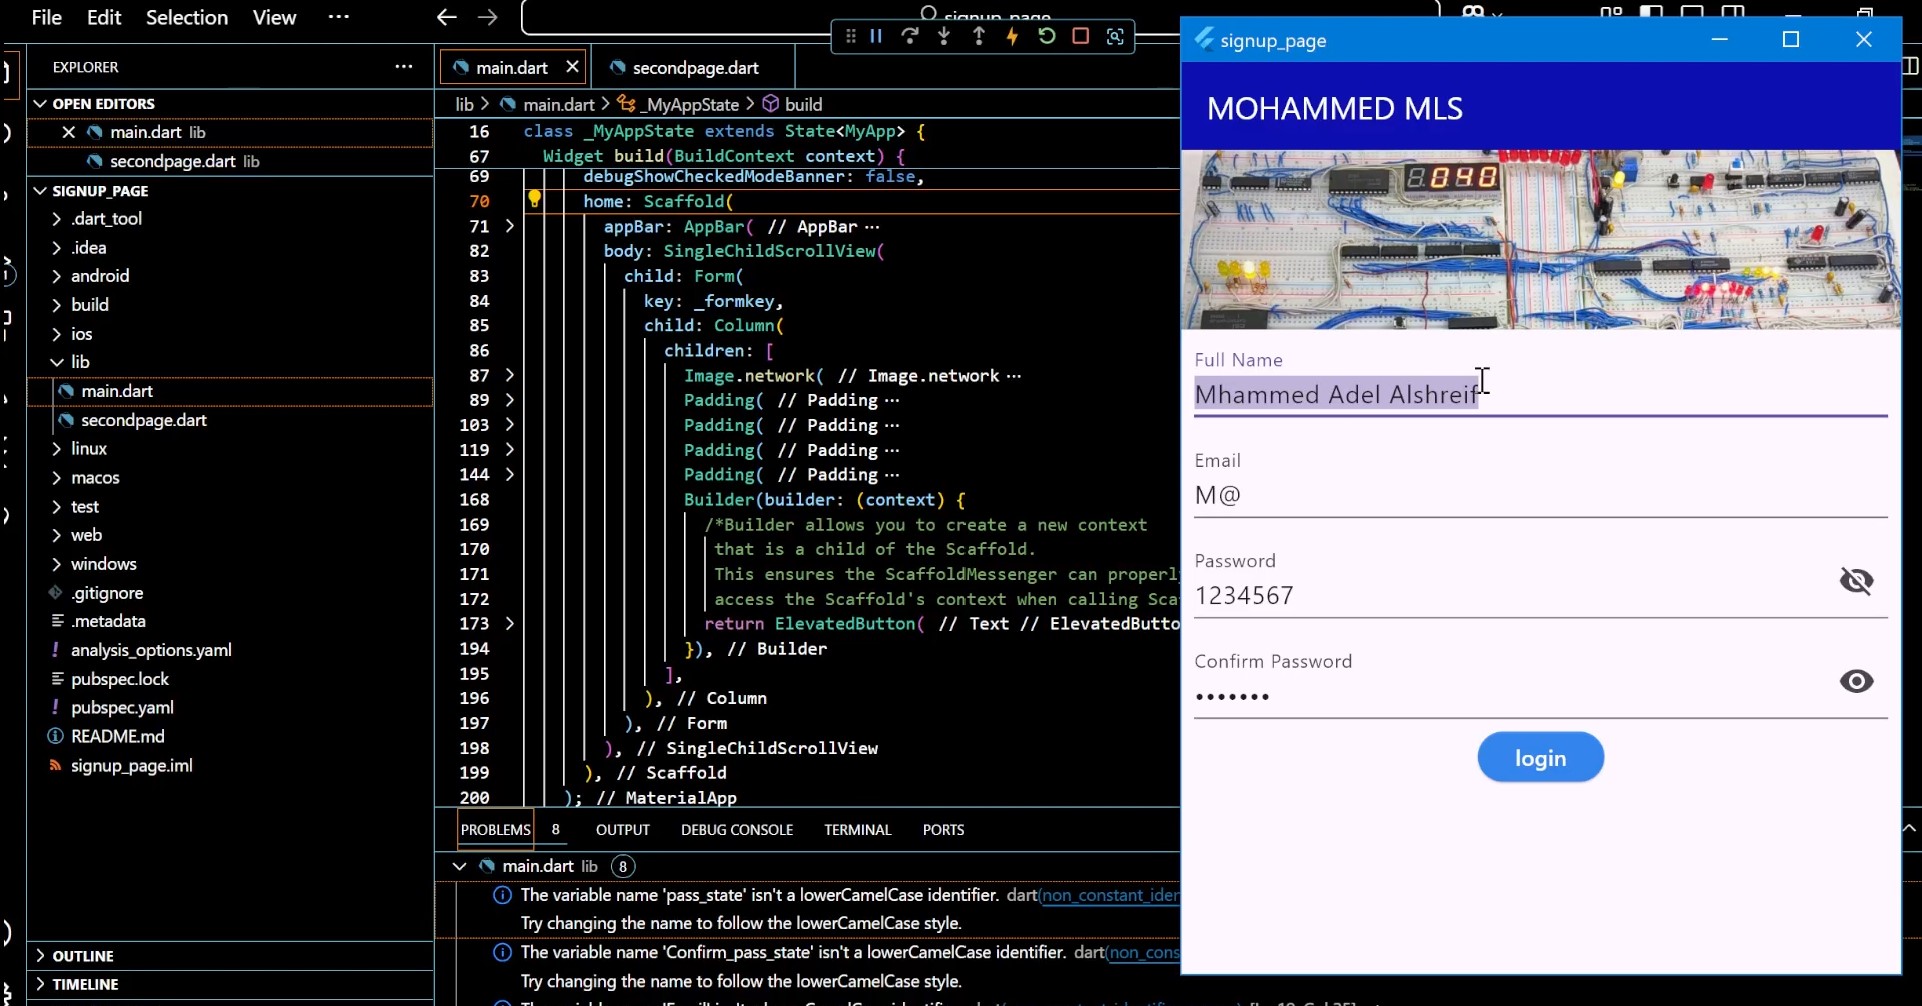 File Edit Selection View ···
signup_page
EXPLORER ···
OPEN EDITORS
main.dart lib
secondpage.dart lib
SIGNUP_PAGE
.dart_tool
.idea
android
build
ios
lib
main.dart
secondpage.dart
linux
macos
test
web
windows
.gitignore
.metadata
analysis_options.yaml
pubspec.lock
pubspec.yaml
README.md
signup_page.iml
OUTLINE
TIMELINE
main.dart secondpage.dart
lib > main.dart > _MyAppState > build
16 class _MyAppState extends State<MyApp> {
67 Widget build(BuildContext context) {
69 debugShowCheckedModeBanner: false,
70 home: Scaffold(
71 appBar: AppBar( // AppBar ···
82 body: SingleChildScrollView(
83 child: Form(
84 key: _formkey,
85 child: Column(
86 children: [
87 Image.network( // Image.network ···
89 Padding( // Padding ···
103 Padding( // Padding ···
119 Padding( // Padding ···
144 Padding( // Padding ···
168 Builder(builder: (context) {
169 /*Builder allows you to create a new context
170 that is a child of the Scaffold.
171 This ensures the ScaffoldMessenger can properl
172 access the Scaffold's context when calling Sca
173 return ElevatedButton( // Text // ElevatedButto
194 }), // Builder
195 ],
196 ), // Column
197 ), // Form
198 ), // SingleChildScrollView
199 ), // Scaffold
200 ); // MaterialApp
PROBLEMS 8 OUTPUT DEBUG CONSOLE TERMINAL PORTS
main.dart lib 8
The variable name 'pass_state' isn't a lowerCamelCase identifier. dart(non_constant_iden
Try changing the name to follow the lowerCamelCase style.
The variable name 'Confirm_pass_state' isn't a lowerCamelCase identifier. dart(non_cons
Try changing the name to follow the lowerCamelCase style.
signup_page
MOHAMMED MLS
040
Full Name
Mhammed Adel Alshreif
Email
M@
Password
1234567
Confirm Password
•••••••
login